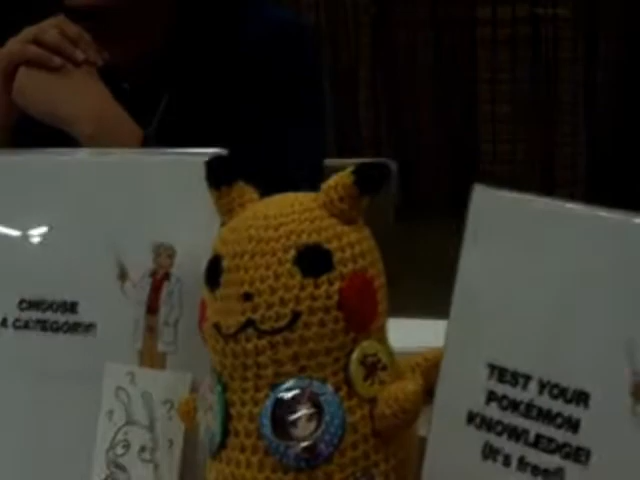 CHOOSE
A CATEGORY!
TEST YOUR
POKÉMON
KNOWLEDGE!
(It's free!)